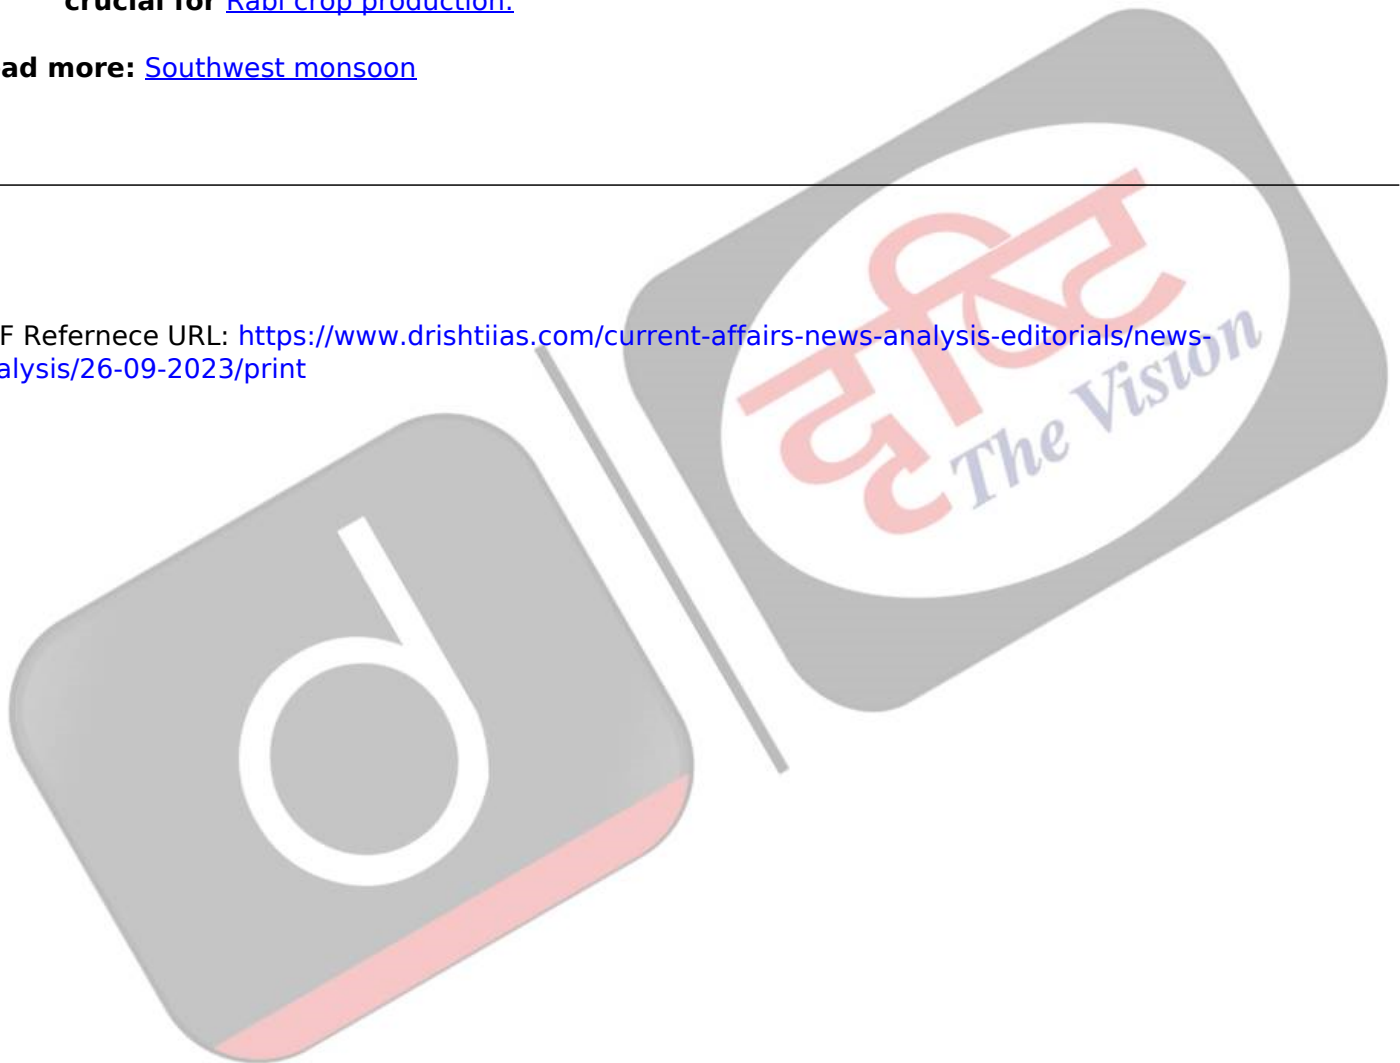 crucial for Rabi crop production.
ad more: Southwest monsoon
F Refernece URL: https://www.drishtiias.com/current-affairs-news-analysis-editorials/news-
alysis/26-09-2023/print
दृष्टि
The Vision
d